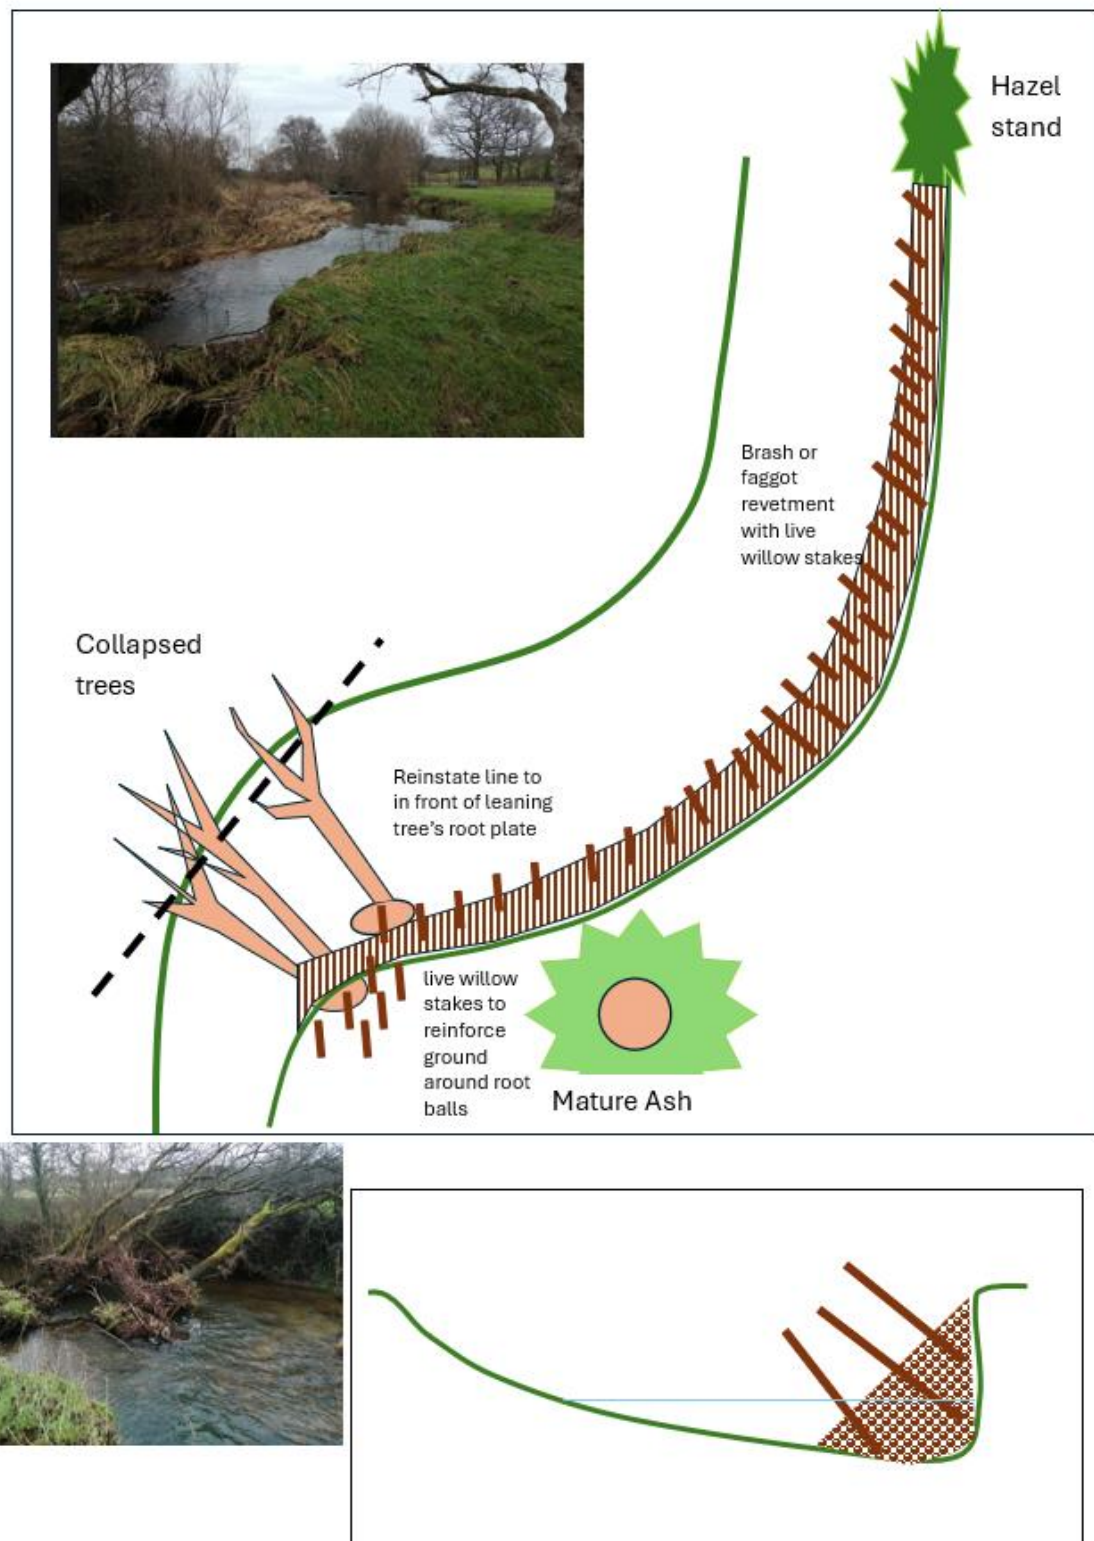 Hazel
stand
Brash or
faggot
revetment
with live
willow stakes
Collapsed
trees
Reinstate line to
in front of leaning
tree's root plate
live willow
stakes to
reinforce
ground
around root
balls
Mature Ash